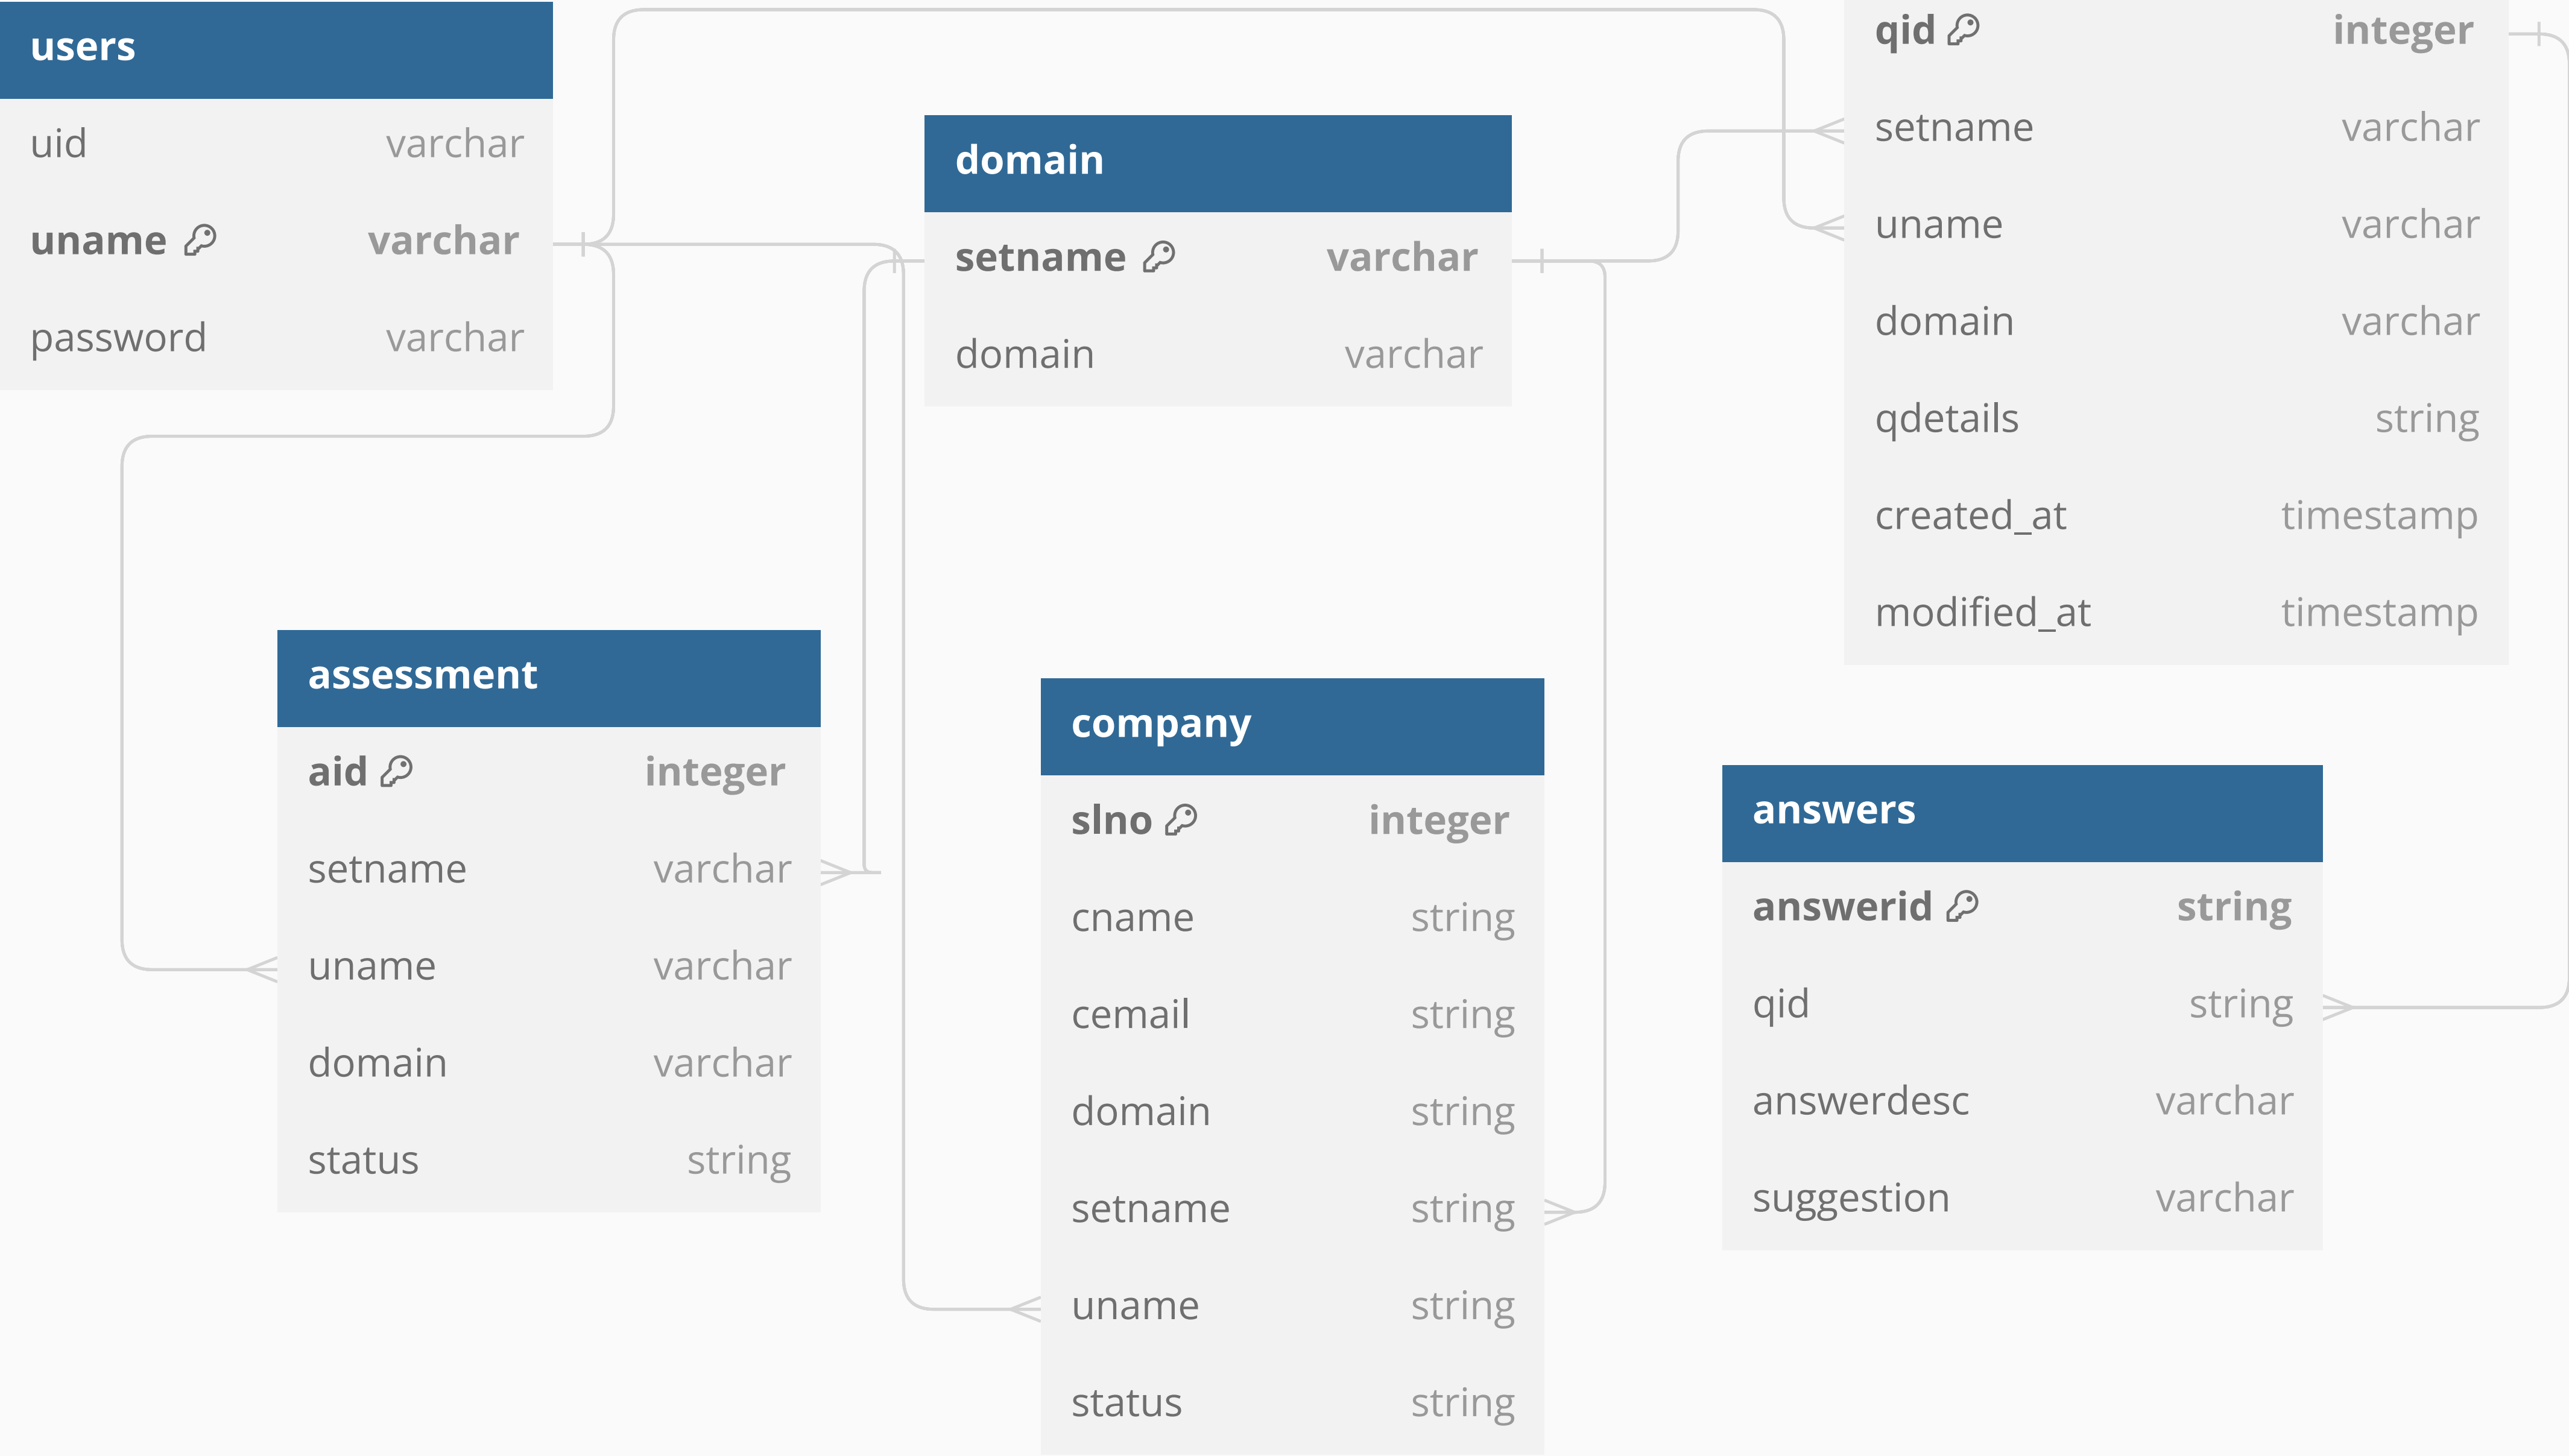 users
uid varchar
uname varchar
password varchar
domain
setname varchar
domain varchar
qid integer
setname varchar
uname varchar
domain varchar
qdetails string
created_at timestamp
modified_at timestamp
assessment
aid integer
setname varchar
uname varchar
domain varchar
status string
company
slno integer
cname string
cemail string
domain string
setname string
uname string
status string
answers
answerid string
qid string
answerdesc varchar
suggestion varchar